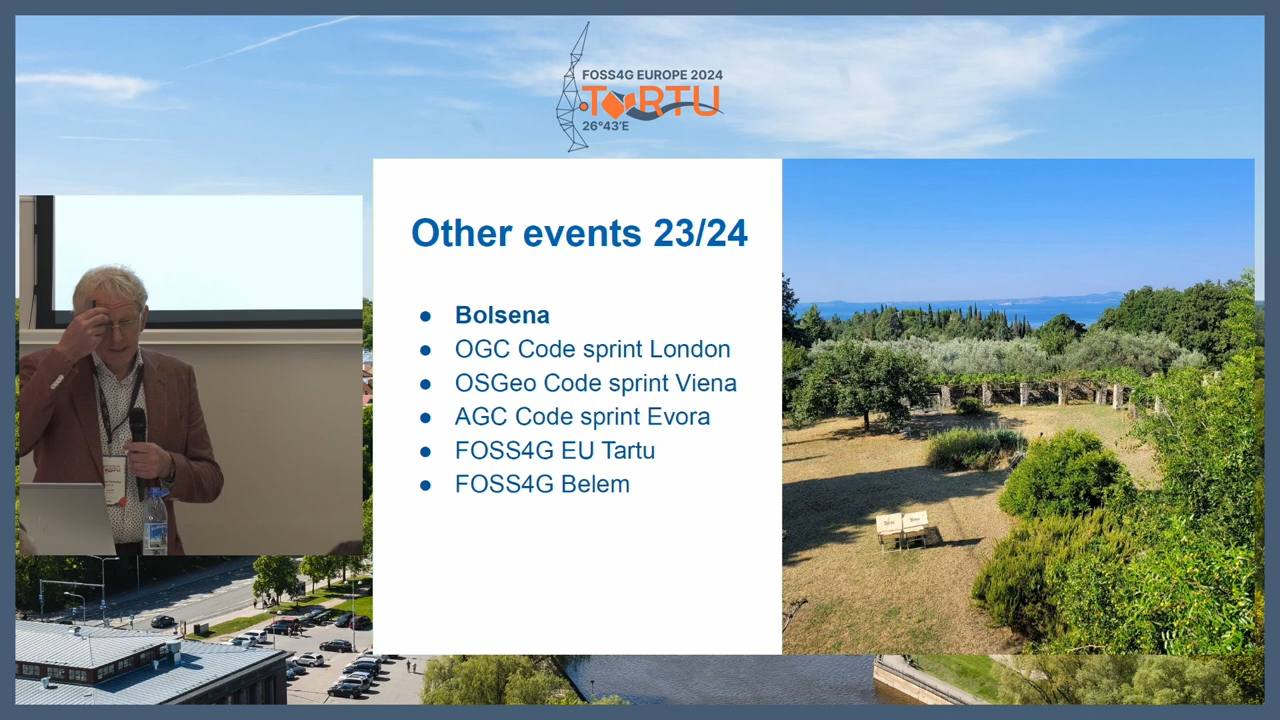 FOSS4G EUROPE 2024
TARTU
26°43'E
Other events 23/24
● Bolsena
● OGC Code sprint London
● OSGeo Code sprint Viena
● AGC Code sprint Evora
● FOSS4G EU Tartu
● FOSS4G Belem